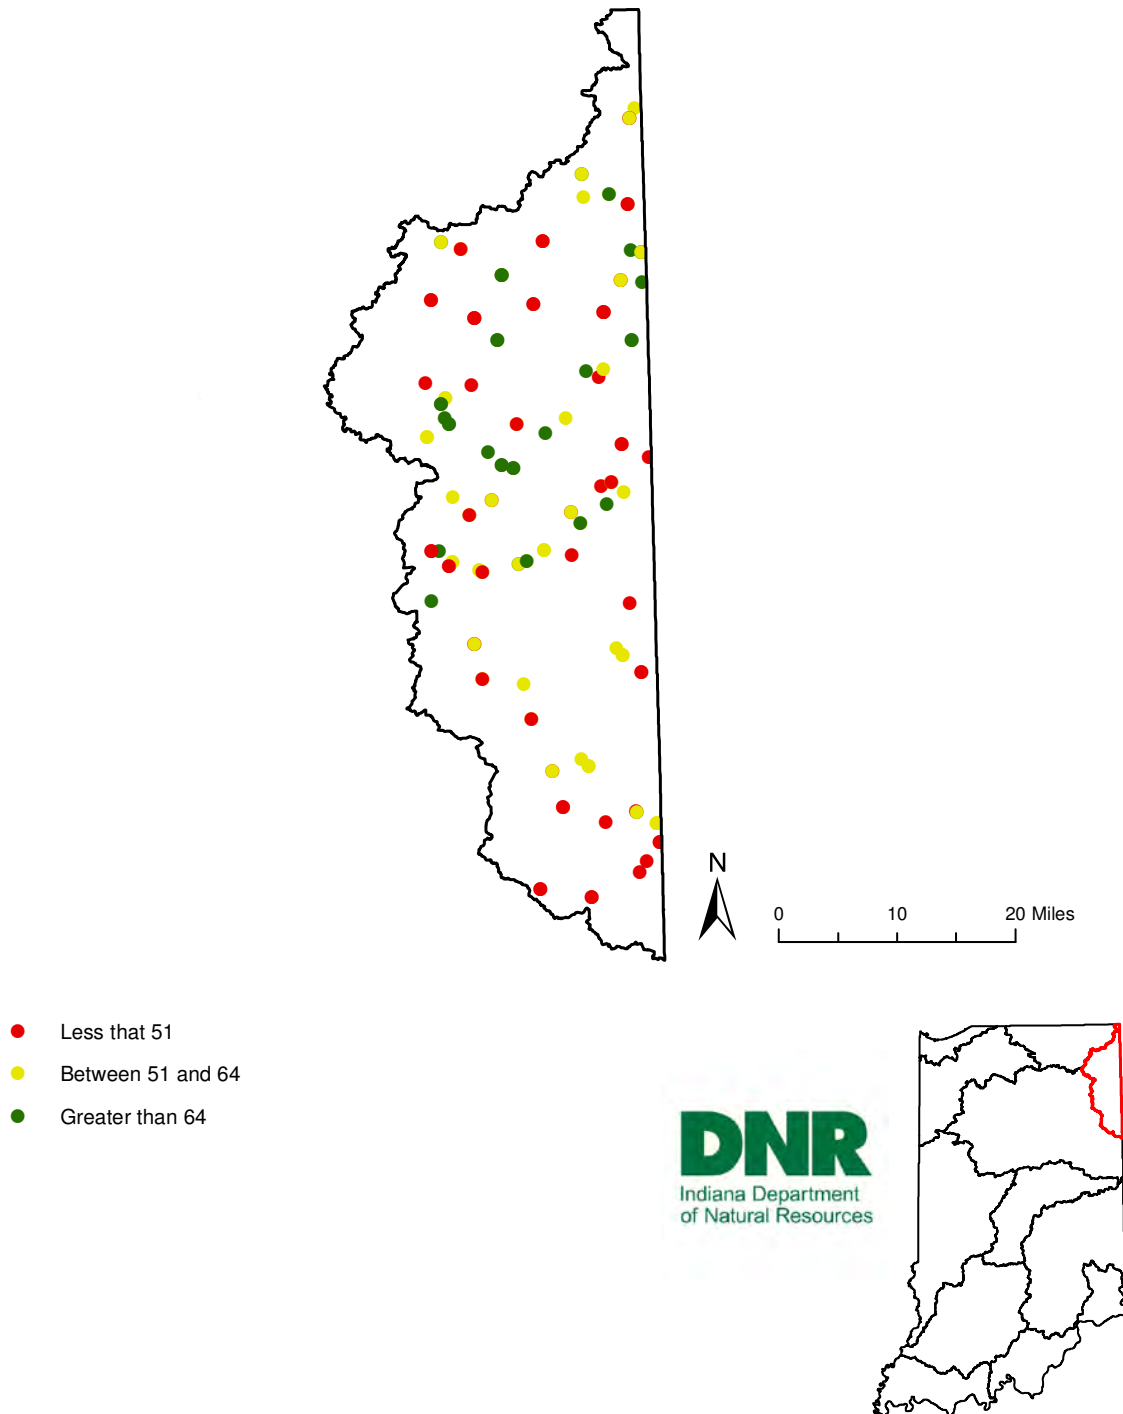 N
0 10 20 Miles
Less that 51
Between 51 and 64
Greater than 64
DNR
Indiana Department
of Natural Resources